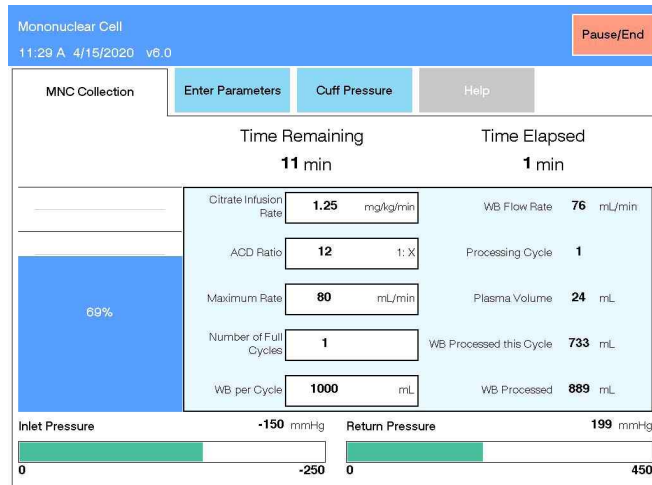 Mononuclear Cell
11:29 A 4/15/2020 v6.0
Pause/End
MNC Collection
Enter Parameters
Cuff Pressure
Help
Time Remaining
11 min
Time Elapsed
1 min
69%
Citrate Infusion
Rate
1.25 mg/kg/min
ACD Ratio
12 1: X
Maximum Rate
80 mL/min
Number of Full
Cycles
1
WB per Cycle
1000 mL
WB Flow Rate 76 mL/min
Processing Cycle 1
Plasma Volume 24 mL
WB Processed this Cycle 733 mL
WB Processed 889 mL
Inlet Pressure -150 mmHg
0 -250
Return Pressure 199 mmHg
0 450